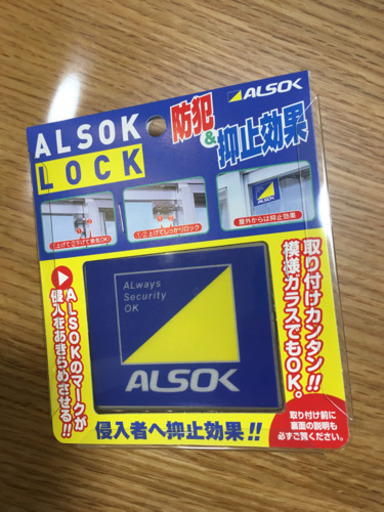 ALSOK
LOCK
防犯
&
抑止効果
ALSOK
ALSOK
室外からは抑止効果
ALways
Security
OK
ALSOK
取り付けカンタン!!
模様ガラスでもOK。
ALSOKのマークが
侵入をあきらめさせる!!
侵入者へ抑止効果!!
取り付け前に
裏面の説明も
必ずご覧ください。